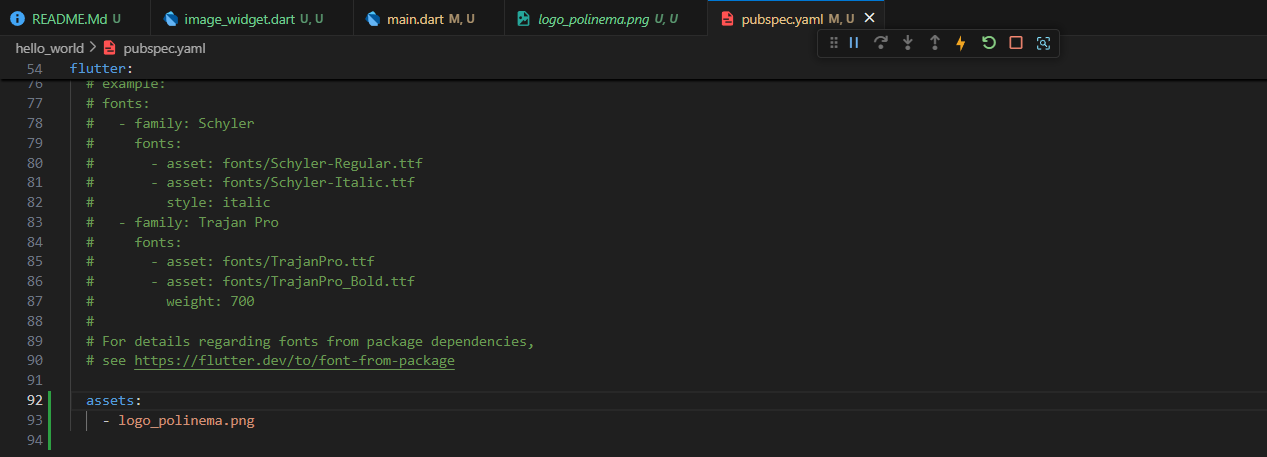 README.Md U image_widget.dart U, U main.dart M, U logo_polinema.png U, U pubspec.yaml M, U
hello_world > pubspec.yaml
54 flutter:
76 # example:
77 # fonts:
78 #   - family: Schyler
79 #     fonts:
80 #       - asset: fonts/Schyler-Regular.ttf
81 #       - asset: fonts/Schyler-Italic.ttf
82 #         style: italic
83 #   - family: Trajan Pro
84 #     fonts:
85 #       - asset: fonts/TrajanPro.ttf
86 #       - asset: fonts/TrajanPro_Bold.ttf
87 #         weight: 700
88 #
89 # For details regarding fonts from package dependencies,
90 # see https://flutter.dev/to/font-from-package
91
92 assets:
93   - logo_polinema.png
94